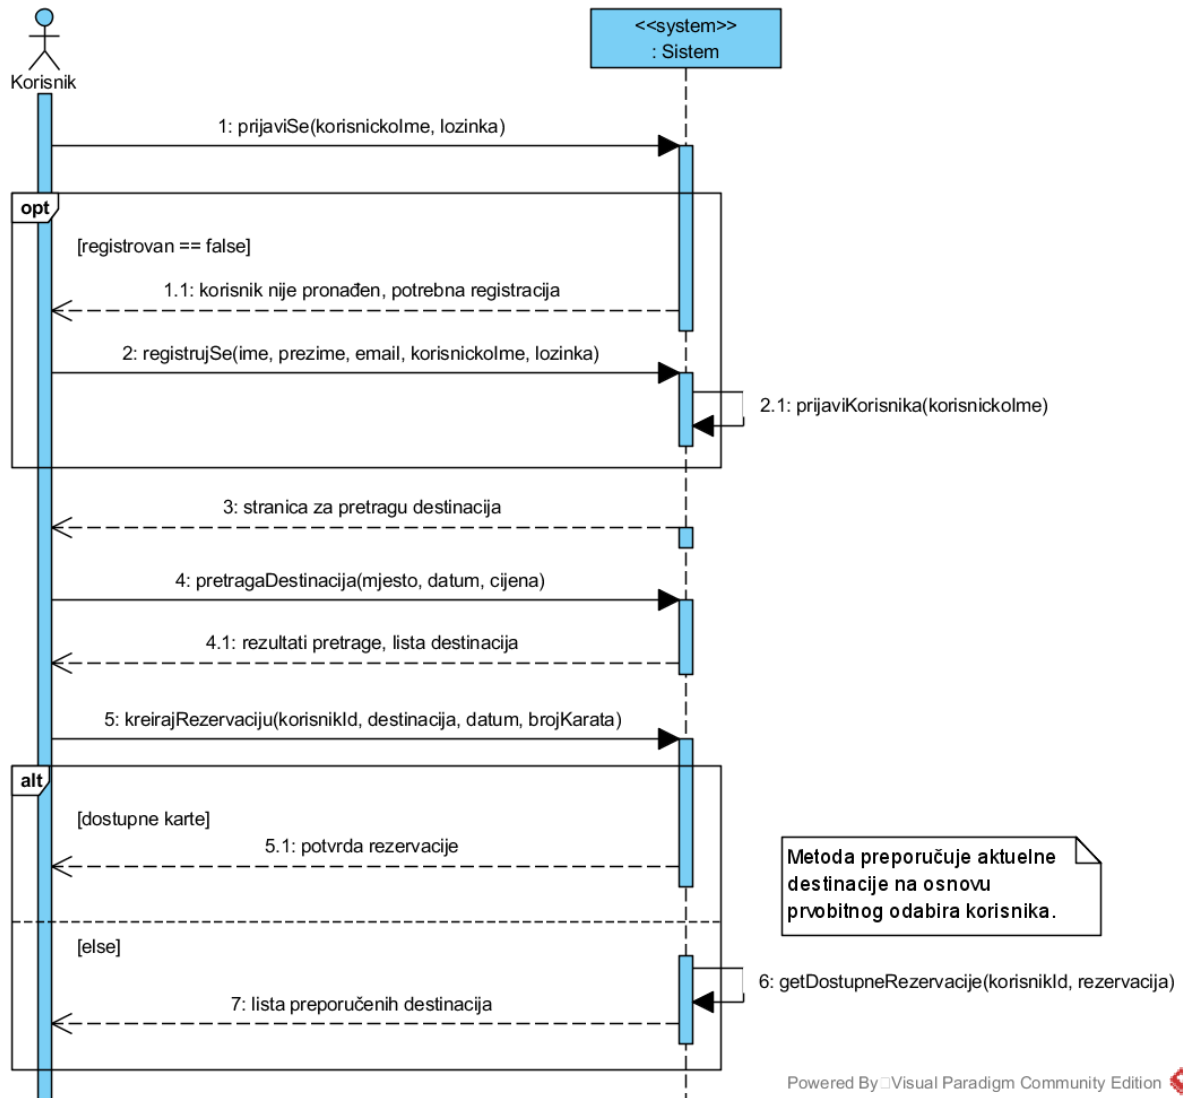 <<system>>
: Sistem
Korisnik
1: prijaviSe(korisnickoIme, lozinka)
opt
[registrovan == false]
1.1: korisnik nije pronađen, potrebna registracija
2: registrujSe(ime, prezime, email, korisnickoIme, lozinka)
2.1: prijaviKorisnika(korisnickoIme)
3: stranica za pretragu destinacija
4: pretragaDestinacija(mjesto, datum, cijena)
4.1: rezultati pretrage, lista destinacija
5: kreirajRezervaciju(korisnikId, destinacija, datum, brojKarata)
alt
[dostupne karte]
5.1: potvrda rezervacije
Metoda preporučuje aktuelne
destinacije na osnovu
prvobitnog odabira korisnika.
[else]
6: getDostupneRezervacije(korisnikId, rezervacija)
7: lista preporučenih destinacija
Powered By Visual Paradigm Community Edition